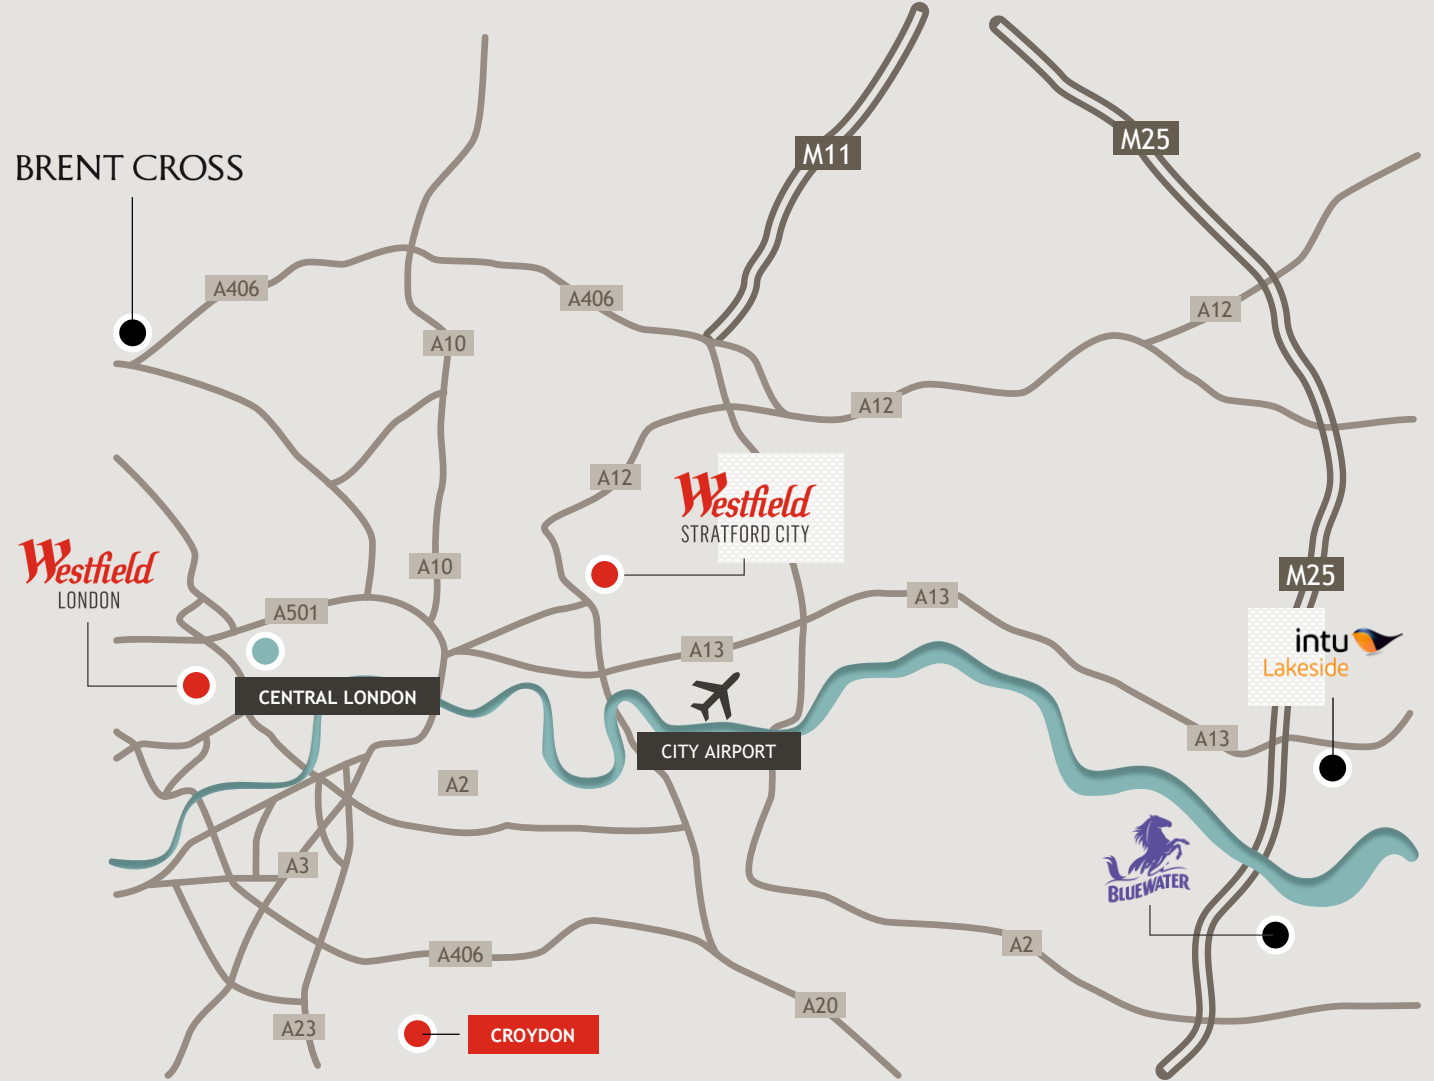 M11
M25
BRENT CROSS
A406
A406
A12
A10
A12
A12
Westfield
STRATFORD CITY
Westfield
LONDON
A10
M25
A501
A13
A13
intu
Lakeside
CENTRAL LONDON
CITY AIRPORT
A13
A2
BLUEWATER
A3
A2
A406
A20
A23
CROYDON